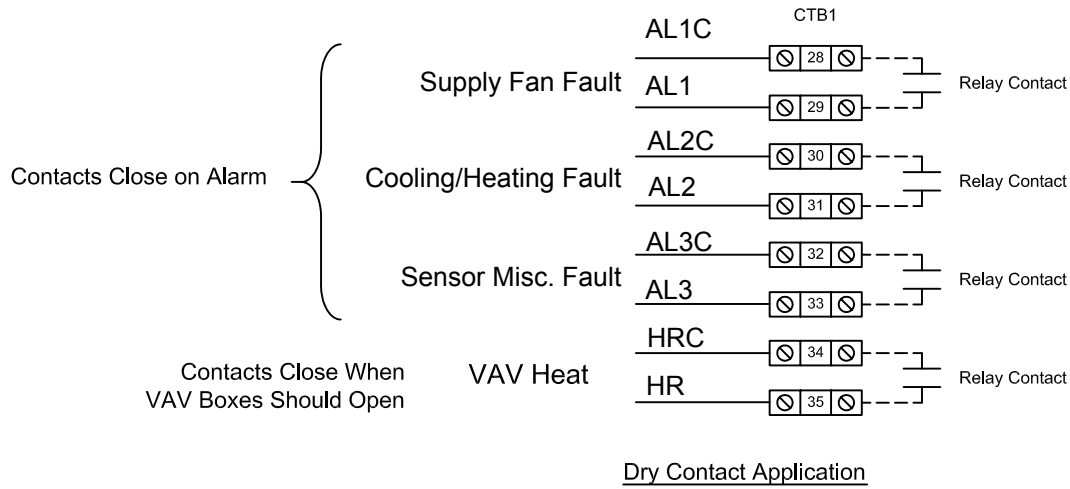 CTB1
AL1C
28
Supply Fan Fault
AL1
29
Relay Contact
AL2C
30
Contacts Close on Alarm
Cooling/Heating Fault
AL2
31
Relay Contact
AL3C
32
Sensor Misc. Fault
AL3
33
Relay Contact
HRC
34
Contacts Close When
VAV Boxes Should Open
VAV Heat
HR
35
Relay Contact
Dry Contact Application